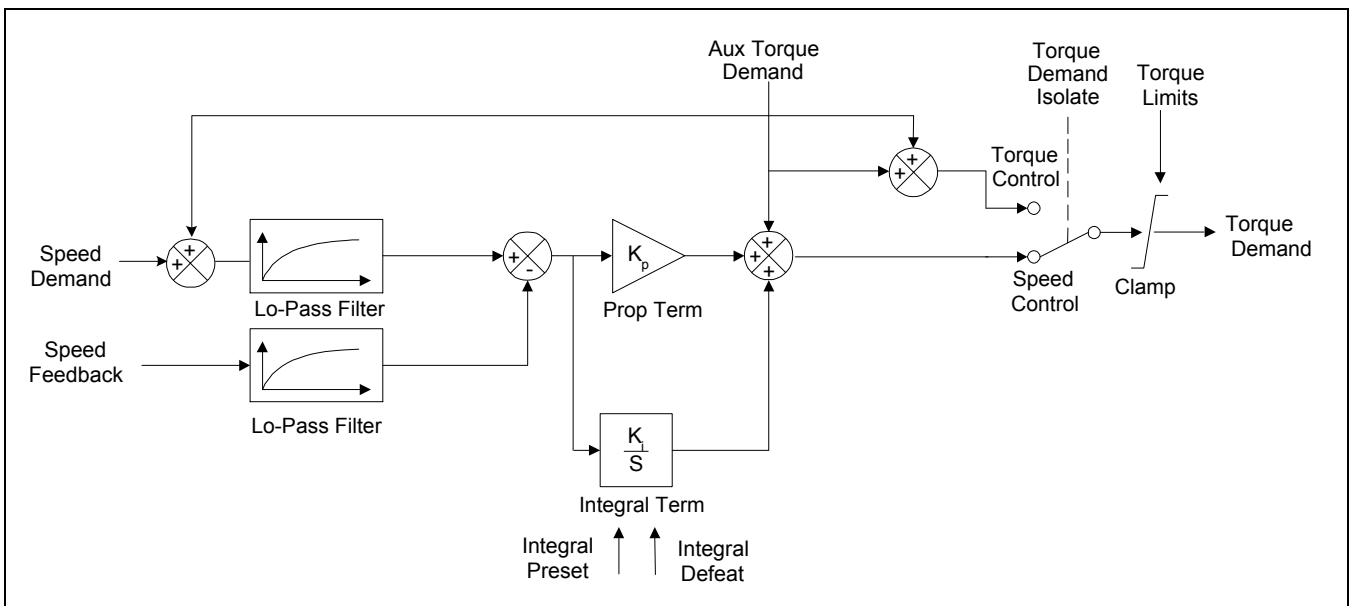 Aux Torque
Demand
Torque
Demand
Isolate
Torque
Limits
Torque
Control
+
+
Speed
Demand
+
+
Lo-Pass Filter
+
-
Kp
Prop Term
+
+
+
Speed
Control
Clamp
Torque
Demand
Speed
Feedback
Lo-Pass Filter
Ki
S
Integral Term
Integral
Preset
Integral
Defeat